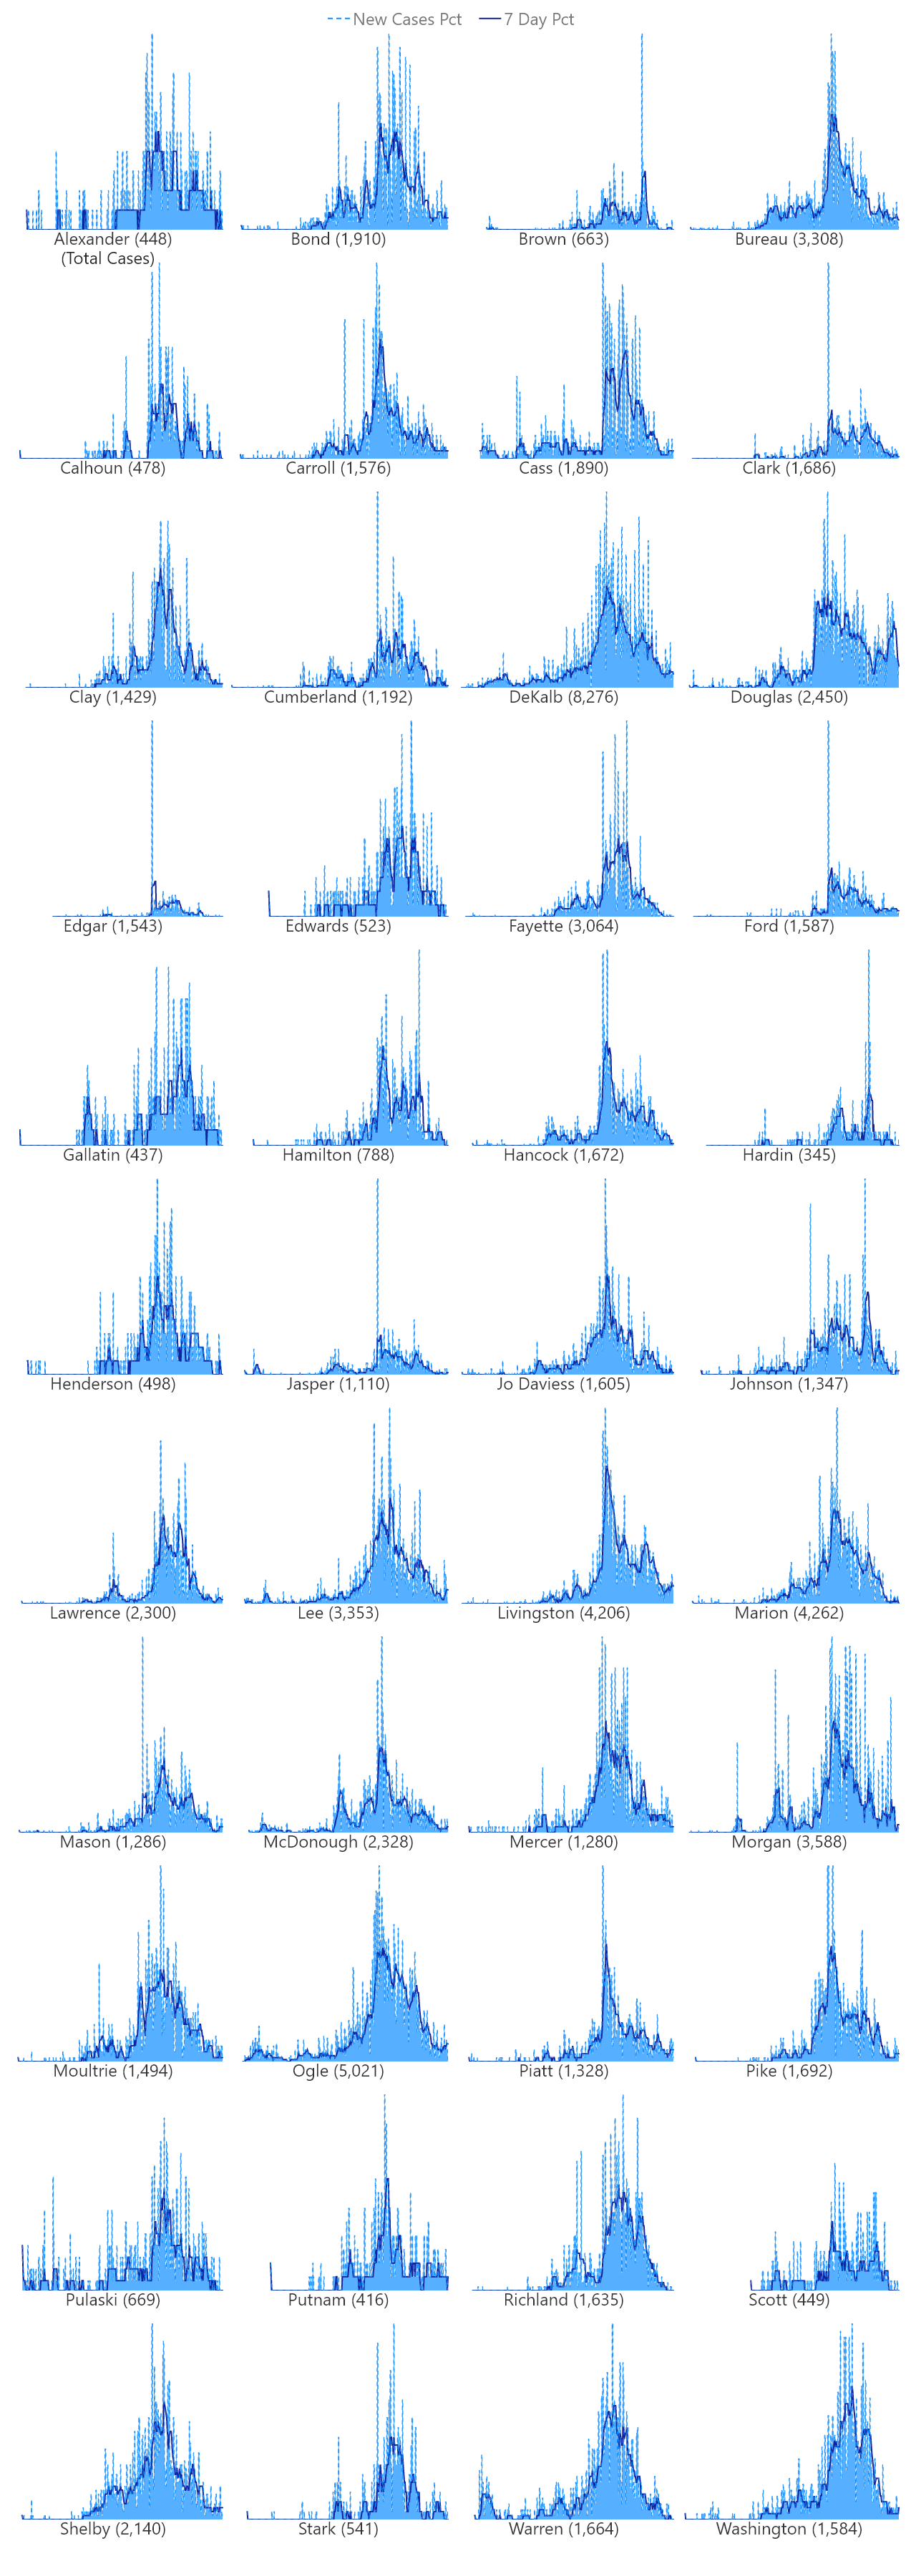 New Cases Pct 7 Day Pct
Alexander (448) Bond (1,910) Brown (663) Bureau (3,308)
(Total Cases)
Calhoun (478) Carroll (1,576) Cass (1,890) Clark (1,686)
Clay (1,429) Cumberland (1,192) DeKalb (8,276) Douglas (2,450)
Edgar (1,543) Edwards (523) Fayette (3,064) Ford (1,587)
Gallatin (437) Hamilton (788) Hancock (1,672) Hardin (345)
Henderson (498) Jasper (1,110) Jo Daviess (1,605) Johnson (1,347)
Lawrence (2,300) Lee (3,353) Livingston (4,206) Marion (4,262)
Mason (1,286) McDonough (2,328) Mercer (1,280) Morgan (3,588)
Moultrie (1,494) Ogle (5,021) Piatt (1,328) Pike (1,692)
Pulaski (669) Putnam (416) Richland (1,635) Scott (449)
Shelby (2,140) Stark (541) Warren (1,664) Washington (1,584)